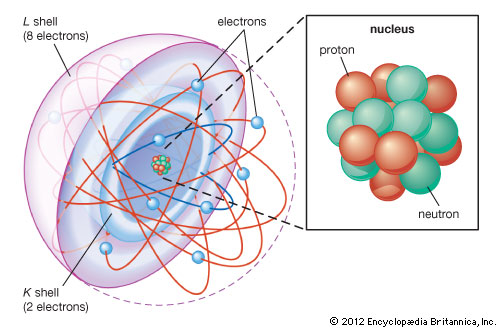 L shell
(8 electrons)
electrons
nucleus
proton
neutron
K shell
(2 electrons)
© 2012 Encyclopædia Britannica, Inc.